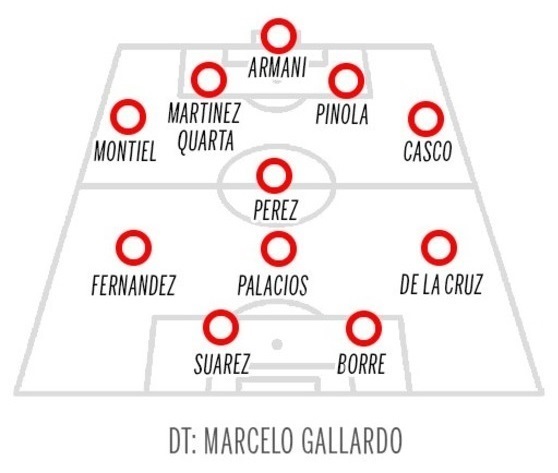 ARMANI
MARTINEZ
QUARTA
PINOLA
MONTIEL
CASCO
PEREZ
FERNANDEZ
PALACIOS
DE LA CRUZ
SUAREZ
BORRE
DT: MARCELO GALLARDO